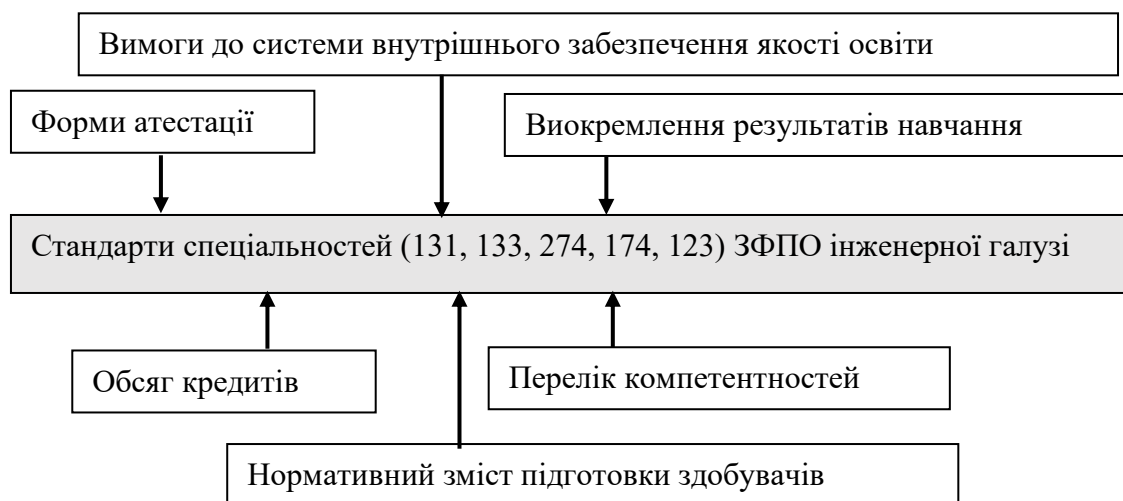 Вимоги до системи внутрішнього забезпечення якості освіти
Форми атестації
Виокремлення результатів навчання
Стандарти спеціальностей (131, 133, 274, 174, 123) ЗФПО інженерної галузі
Обсяг кредитів
Перелік компетентностей
Нормативний зміст підготовки здобувачів